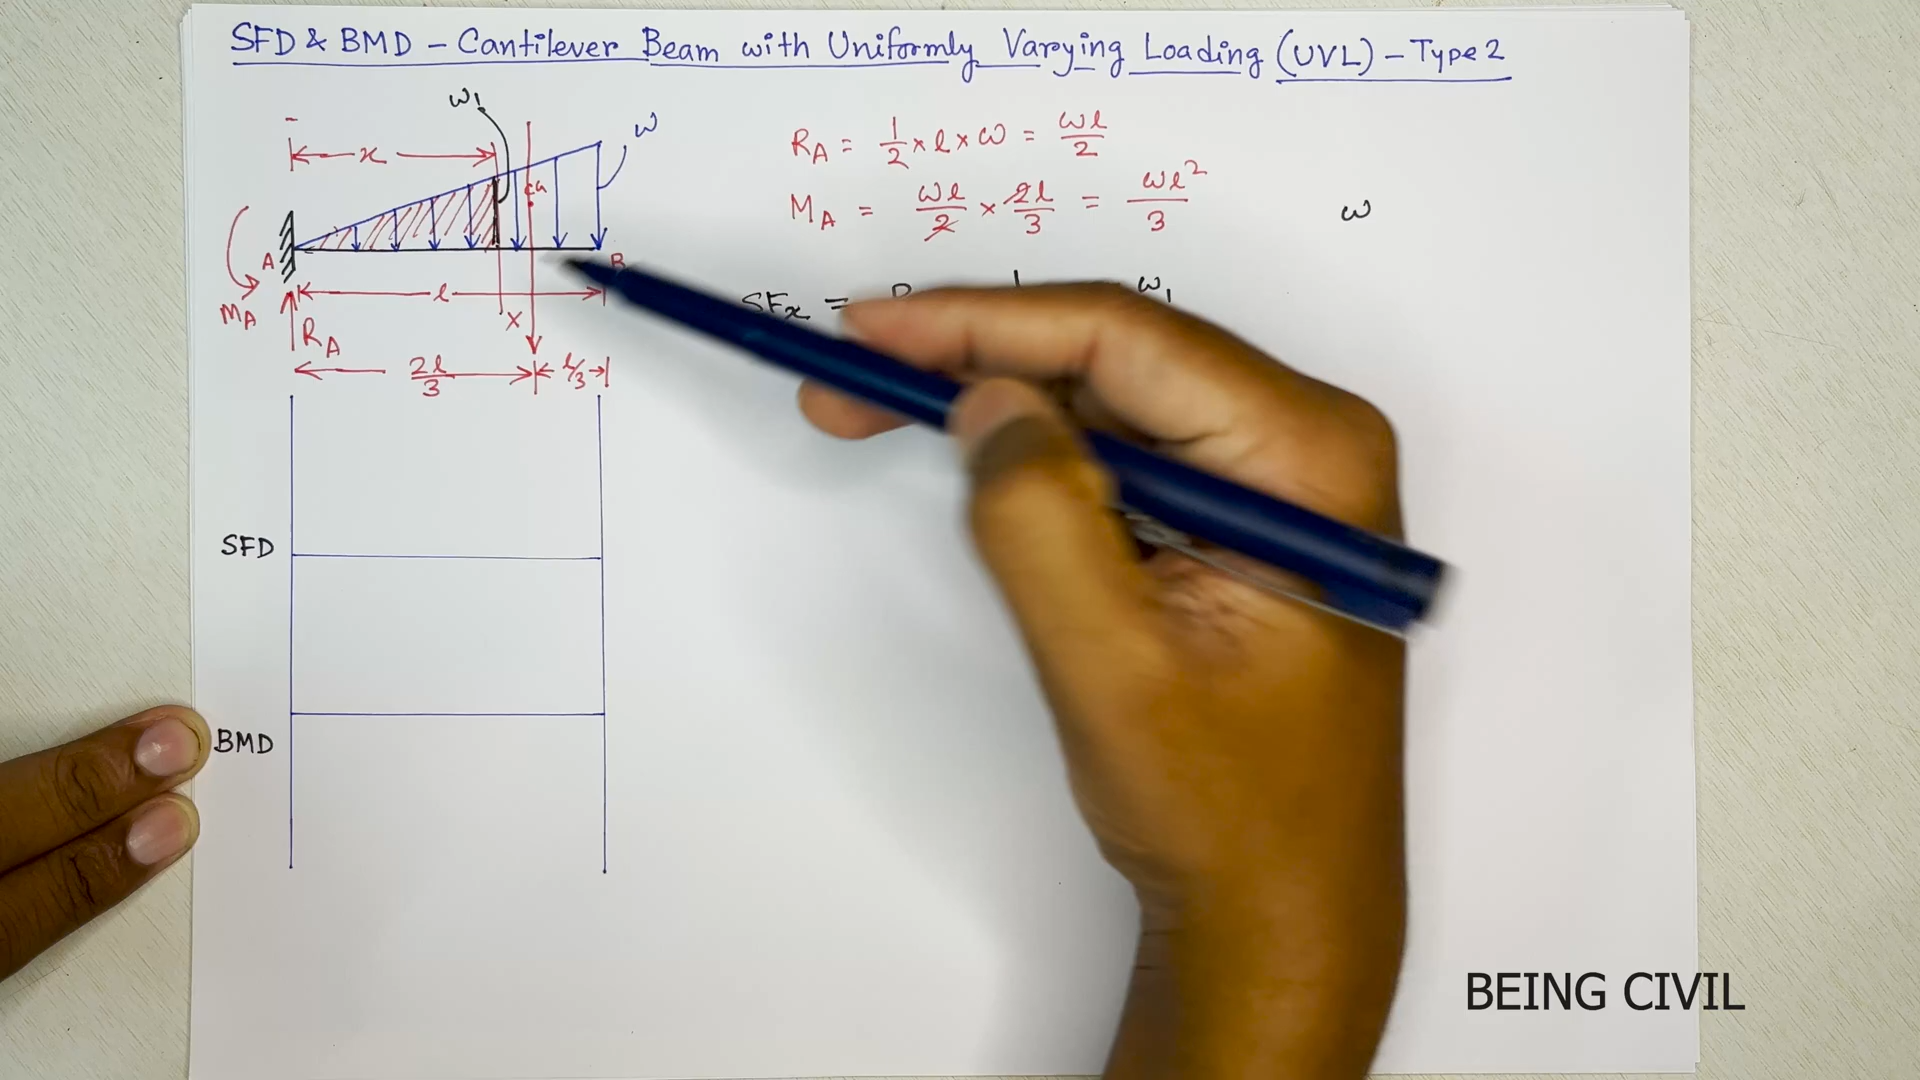 SFD & BMD - Cantilever Beam with Uniformly Varying Loading (UVL) - Type 2
w1
w
x
CG
A
B
l
MA
RA
X
2l/3
l/3
RA = 1/2 × l × w = wl/2
MA = wl/2 × 2l/3 = wl²/3
w
SFx =
w1
SFD
BMD
BEING CIVIL